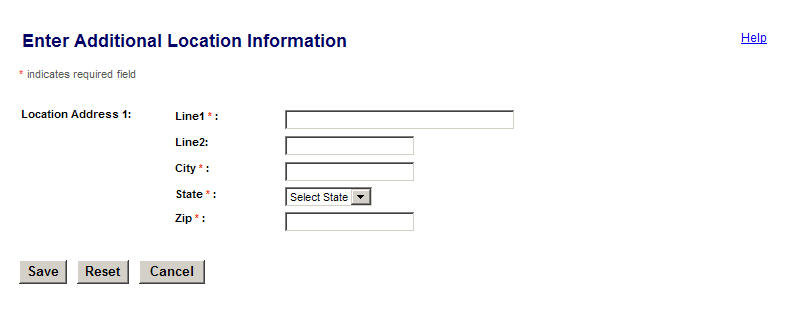 Enter Additional Location Information
Help
* indicates required field
Location Address 1: Line1 * :
Line2:
City * :
State * : Select State
Zip * :
Save Reset Cancel